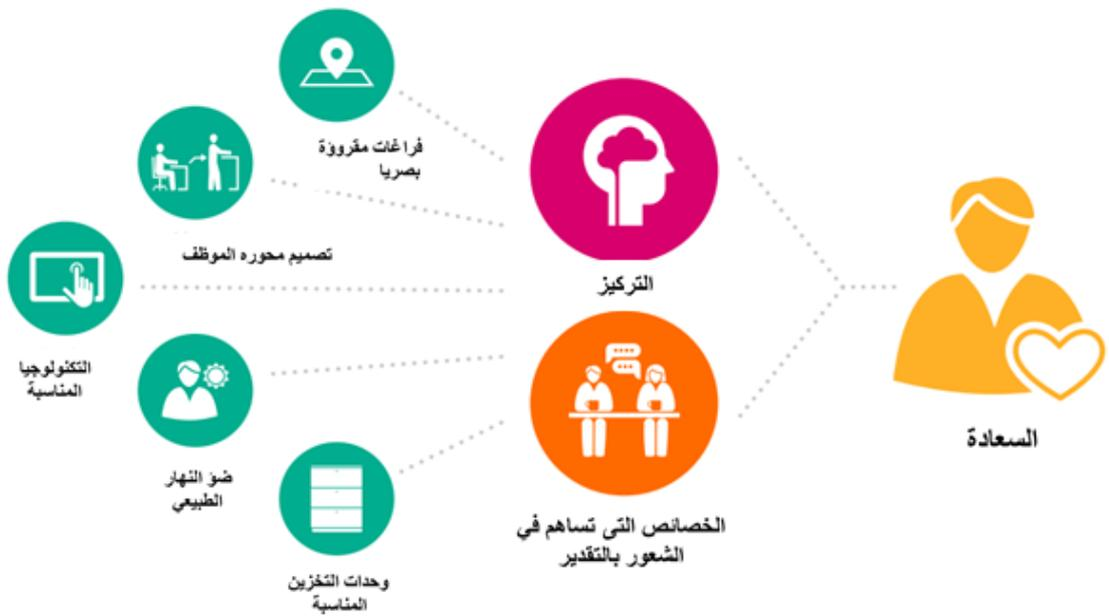 فراغات مقروؤة
بصريا
تصميم محوره الموظف
التكنولوجيا
المناسبة
ضؤ النهار
الطبيعي
وحدات التخزين
المناسبة
التركيز
الخصائص التى تساهم في
الشعور بالتقدير
السعادة